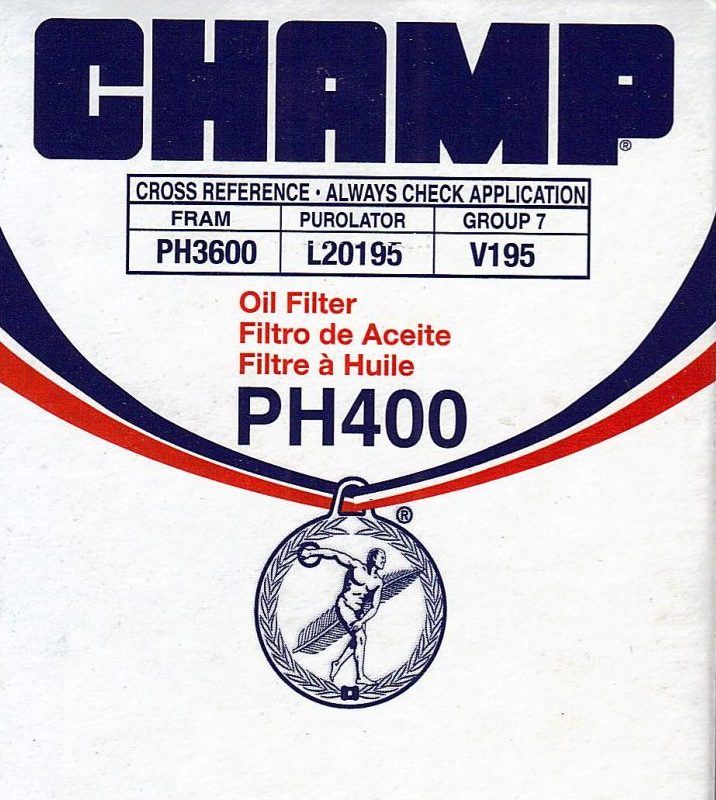 CHAMP®
CROSS REFERENCE · ALWAYS CHECK APPLICATION
FRAM PUROLATOR GROUP 7
PH3600 L20195 V195
Oil Filter
Filtro de Aceite
Filtre à Huile
PH400
®